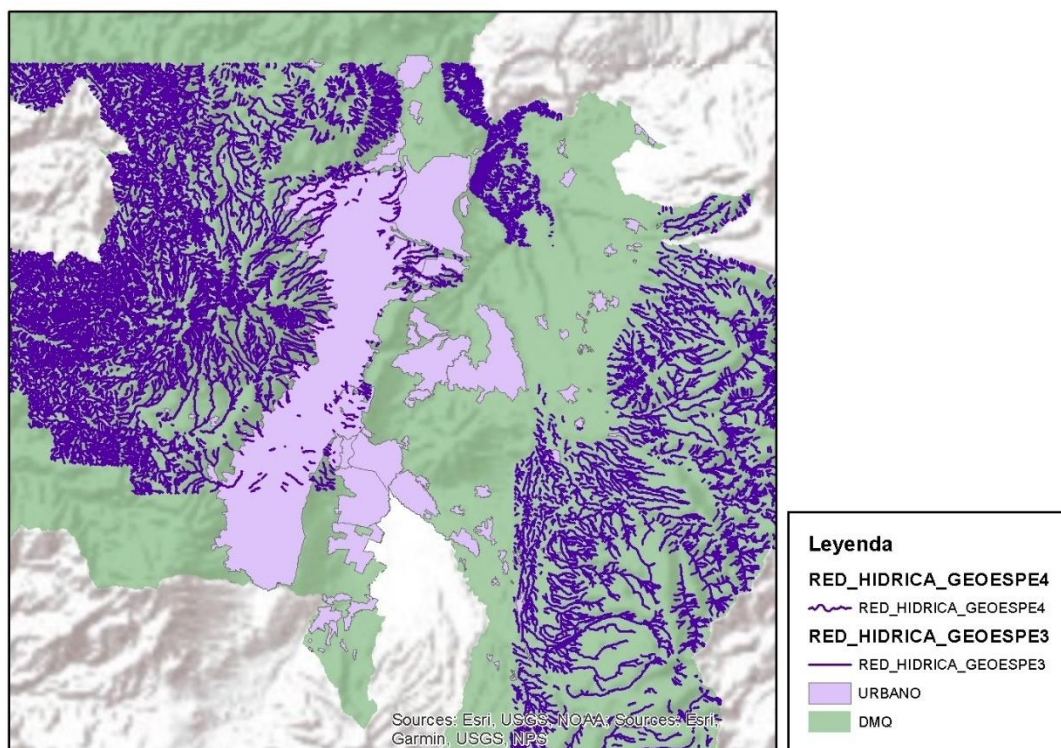 Sources: Esri, USGS, NOAA; Sources: Esri,
Garmin, USGS, NPS
Leyenda
RED_HIDRICA_GEOESPE4
RED_HIDRICA_GEOESPE4
RED_HIDRICA_GEOESPE3
RED_HIDRICA_GEOESPE3
URBANO
DMQ